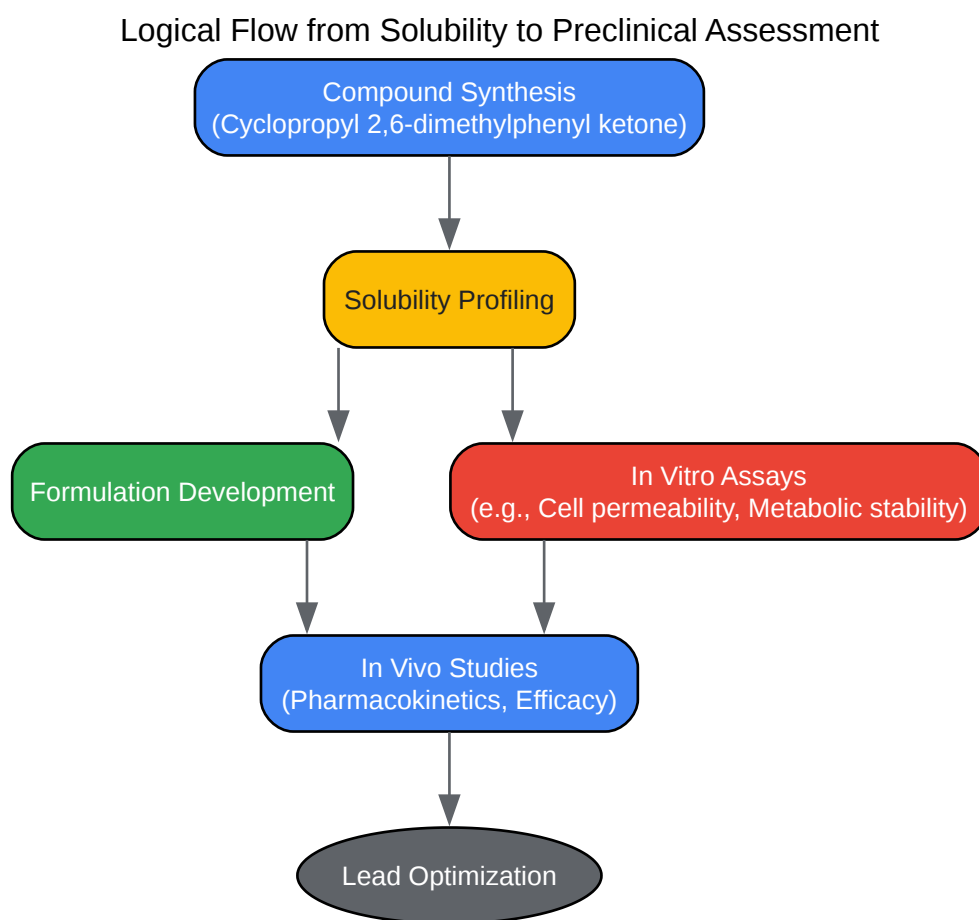 Logical Flow from Solubility to Preclinical Assessment
Compound Synthesis
(Cyclopropyl 2,6-dimethylphenyl ketone)
Solubility Profiling
Formulation Development
In Vitro Assays
(e.g., Cell permeability, Metabolic stability)
In Vivo Studies
(Pharmacokinetics, Efficacy)
Lead Optimization